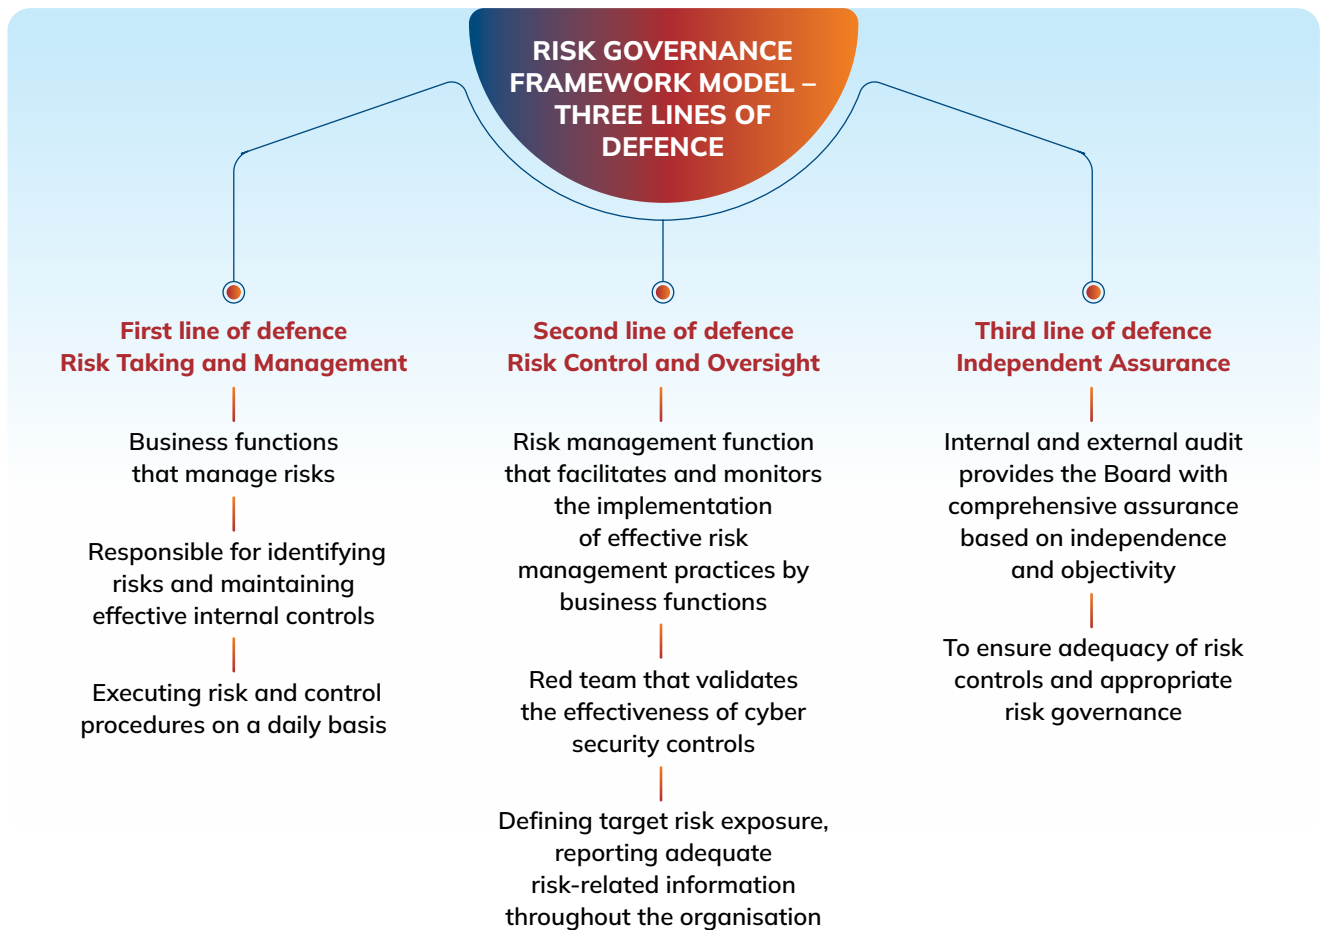 RISK GOVERNANCE
FRAMEWORK MODEL –
THREE LINES OF
DEFENCE
First line of defence
Risk Taking and Management
Business functions
that manage risks
Responsible for identifying
risks and maintaining
effective internal controls
Executing risk and control
procedures on a daily basis
Second line of defence
Risk Control and Oversight
Risk management function
that facilitates and monitors
the implementation
of effective risk
management practices by
business functions
Red team that validates
the effectiveness of cyber
security controls
Defining target risk exposure,
reporting adequate
risk-related information
throughout the organisation
Third line of defence
Independent Assurance
Internal and external audit
provides the Board with
comprehensive assurance
based on independence
and objectivity
To ensure adequacy of risk
controls and appropriate
risk governance